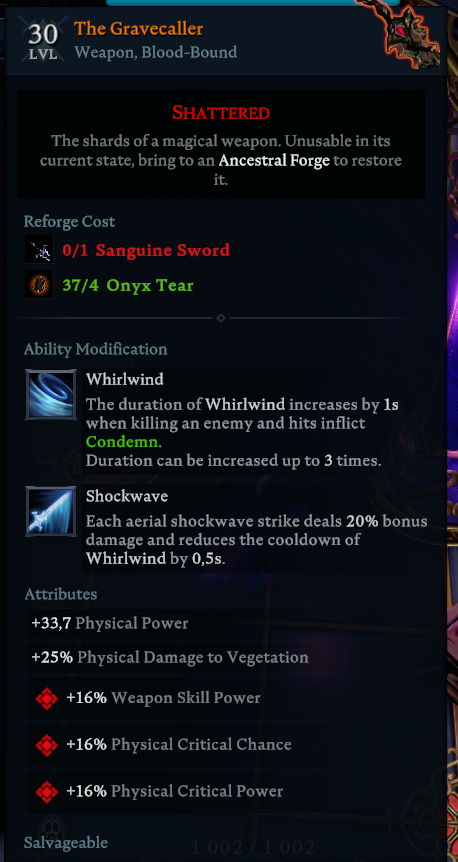 30
LVL
The Gravecaller
Weapon, Blood-Bound
Shattered
The shards of a magical weapon. Unusable in its
current state, bring to an Ancestral Forge to restore
it.
Reforge Cost
0/1 Sanguine Sword
37/4 Onyx Tear
Ability Modification
Whirlwind
The duration of Whirlwind increases by 1s
when killing an enemy and hits inflict
Condemn.
Duration can be increased up to 3 times.
Shockwave
Each aerial shockwave strike deals 20% bonus
damage and reduces the cooldown of
Whirlwind by 0,5s.
Attributes
+33,7 Physical Power
+25% Physical Damage to Vegetation
+16% Weapon Skill Power
+16% Physical Critical Chance
+16% Physical Critical Power
Salvageable
1 002 / 1 002